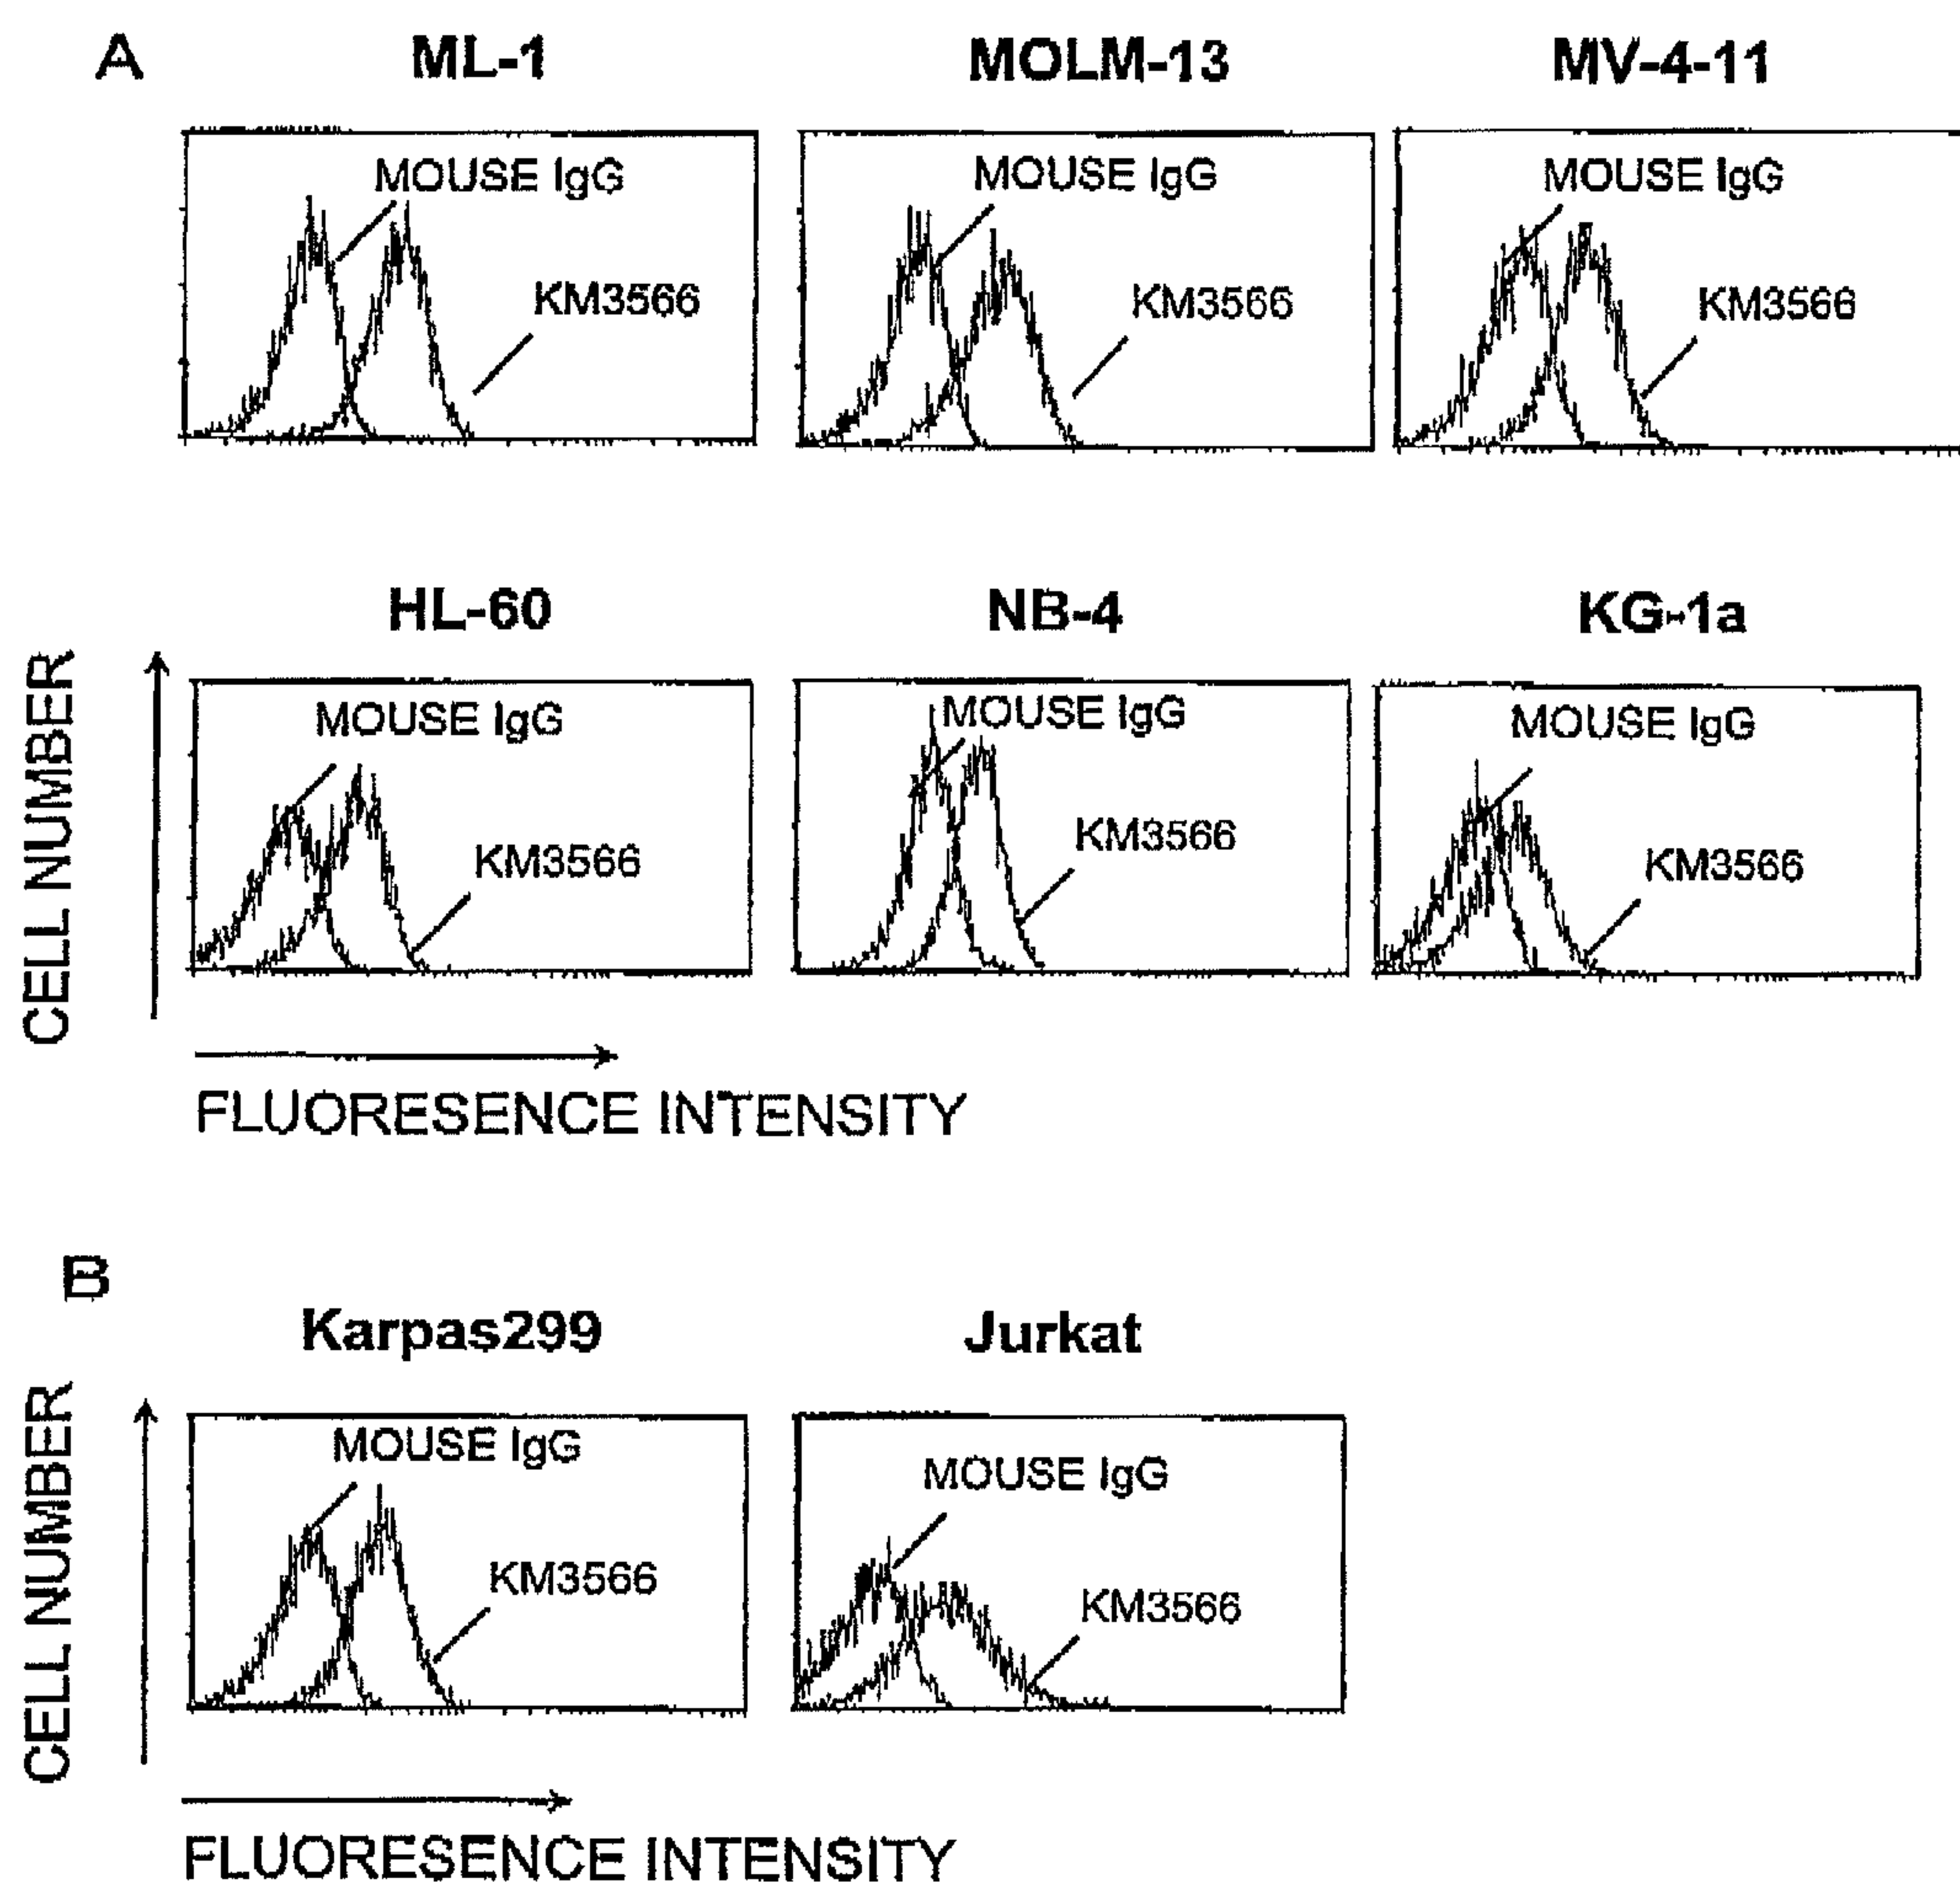 A
ML-1
MOLM-13
MV-4-11
MOUSE IgG
KM3566
MOUSE IgG
KM3566
MOUSE IgG
KM3566
HL-60
NB-4
KG-1a
CELL NUMBER
MOUSE IgG
KM3566
MOUSE IgG
KM3566
MOUSE IgG
KM3566
FLUORESENCE INTENSITY
B
Karpas299
Jurkat
CELL NUMBER
MOUSE IgG
KM3566
MOUSE IgG
KM3566
FLUORESENCE INTENSITY